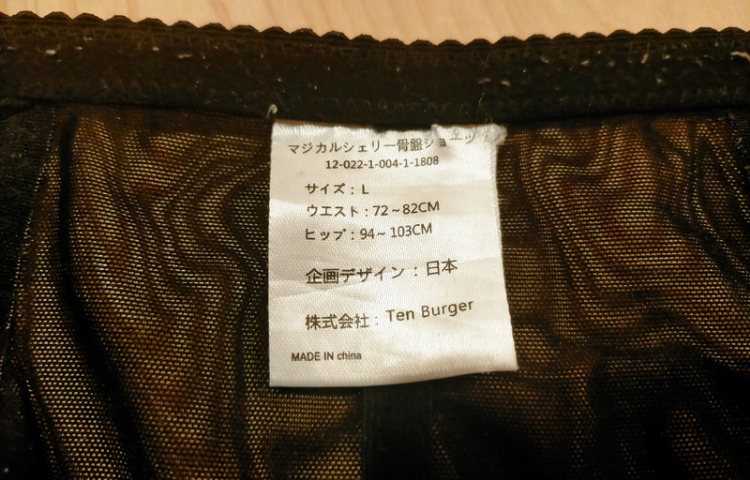 マジカルシェリー骨盤ショーツ
12-022-1-004-1-1808
サイズ：L
ウエスト：72～82CM
ヒップ：94～103CM
企画デザイン：日本
株式会社：Ten Burger
MADE IN china